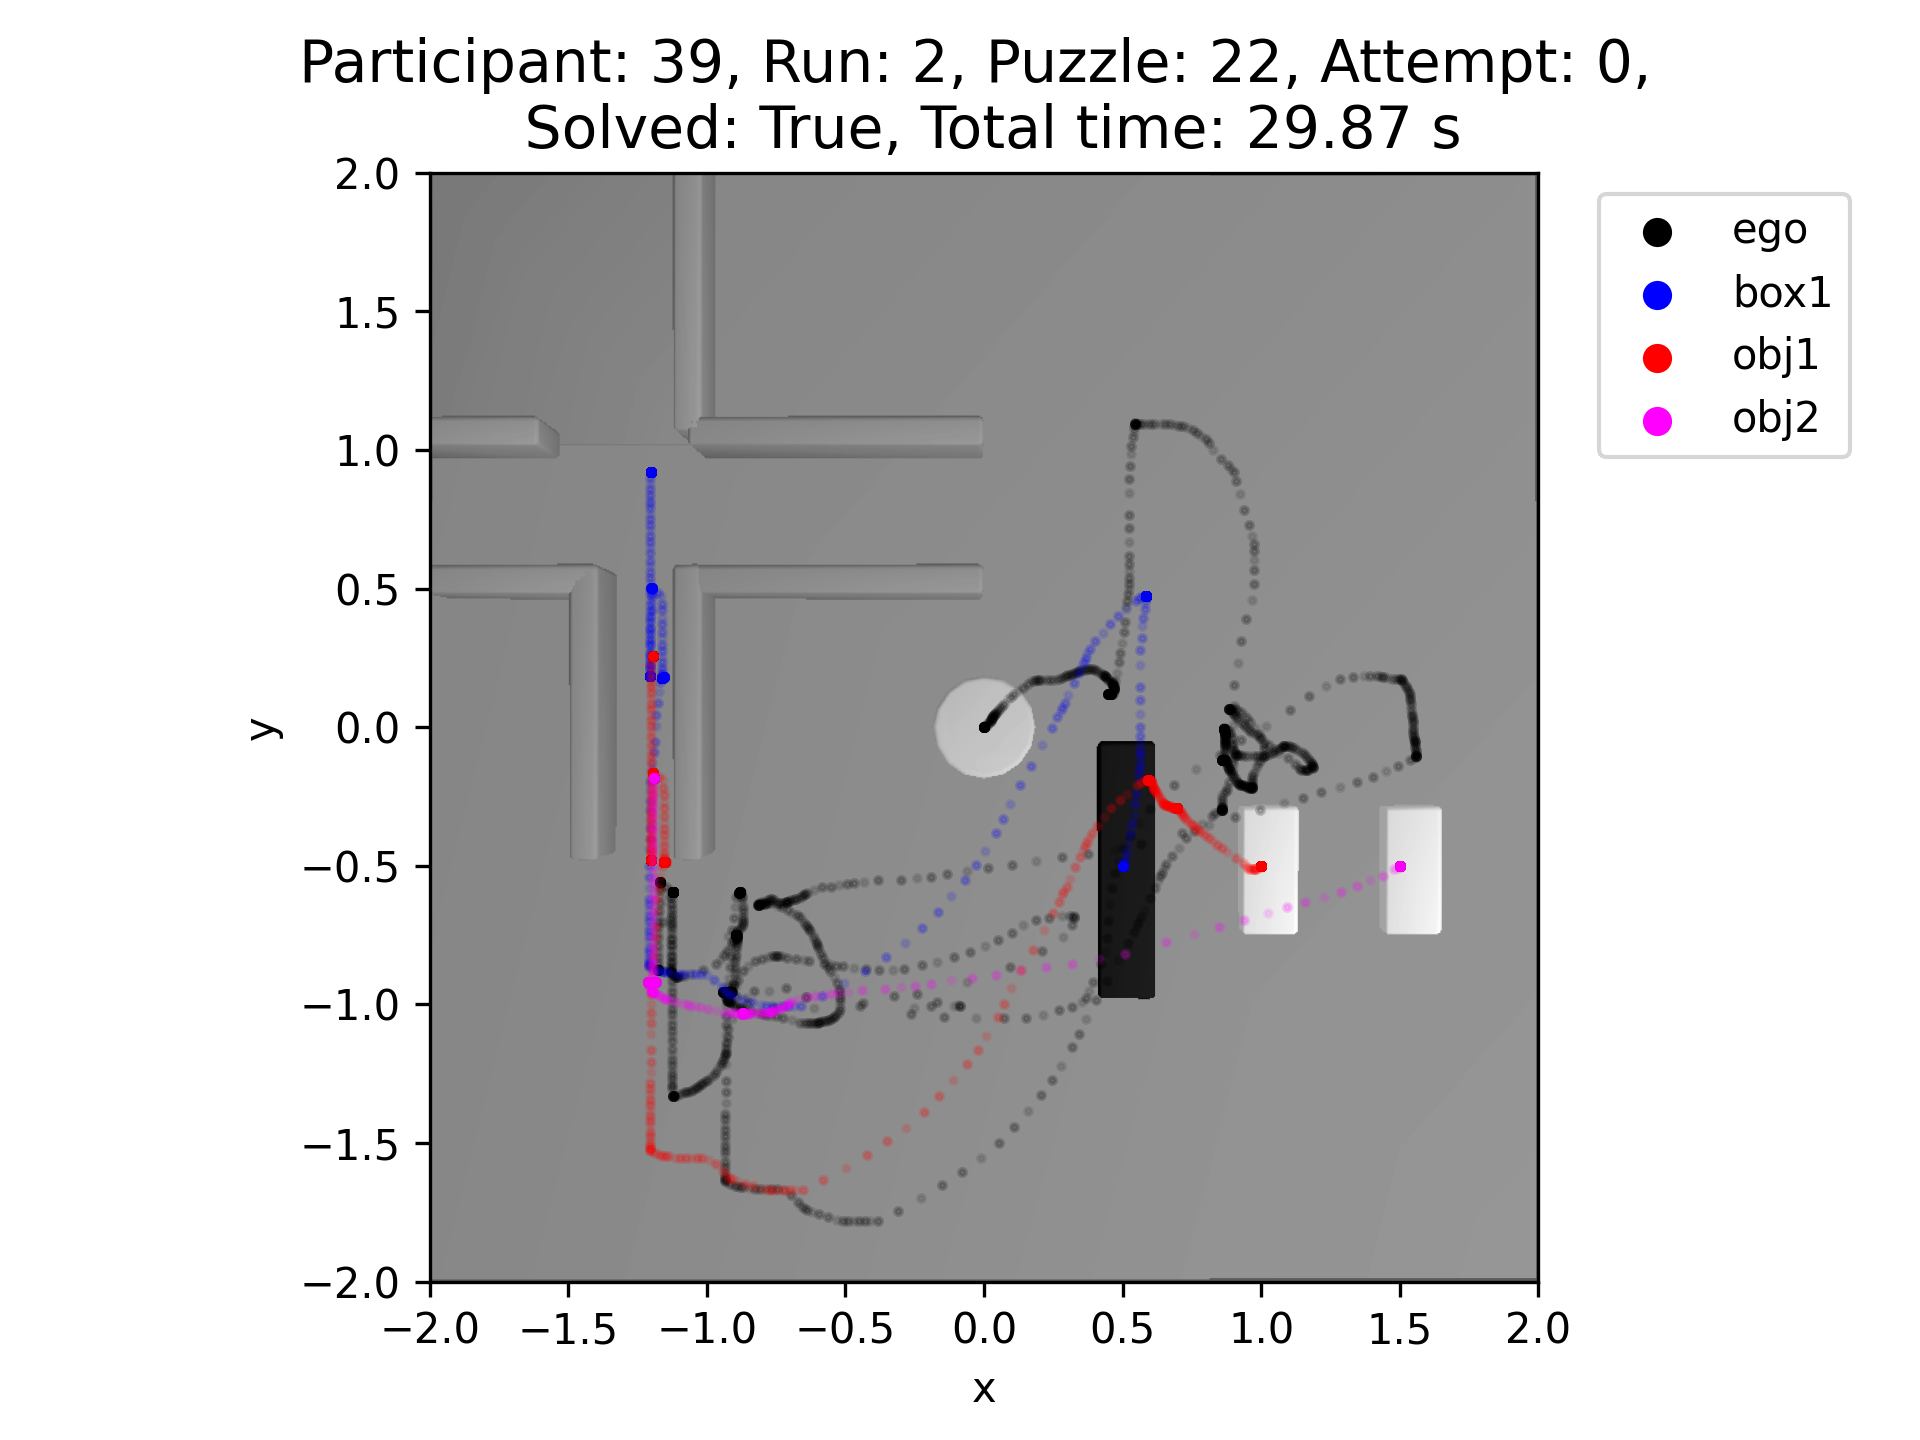 Participant: 39, Run: 2, Puzzle: 22, Attempt: 0,
Solved: True, Total time: 29.87 s
2.0
1.5
1.0
0.5
0.0
−0.5
−1.0
−1.5
−2.0
y
−2.0 −1.5 −1.0 −0.5 0.0 0.5 1.0 1.5 2.0
x
ego
box1
obj1
obj2